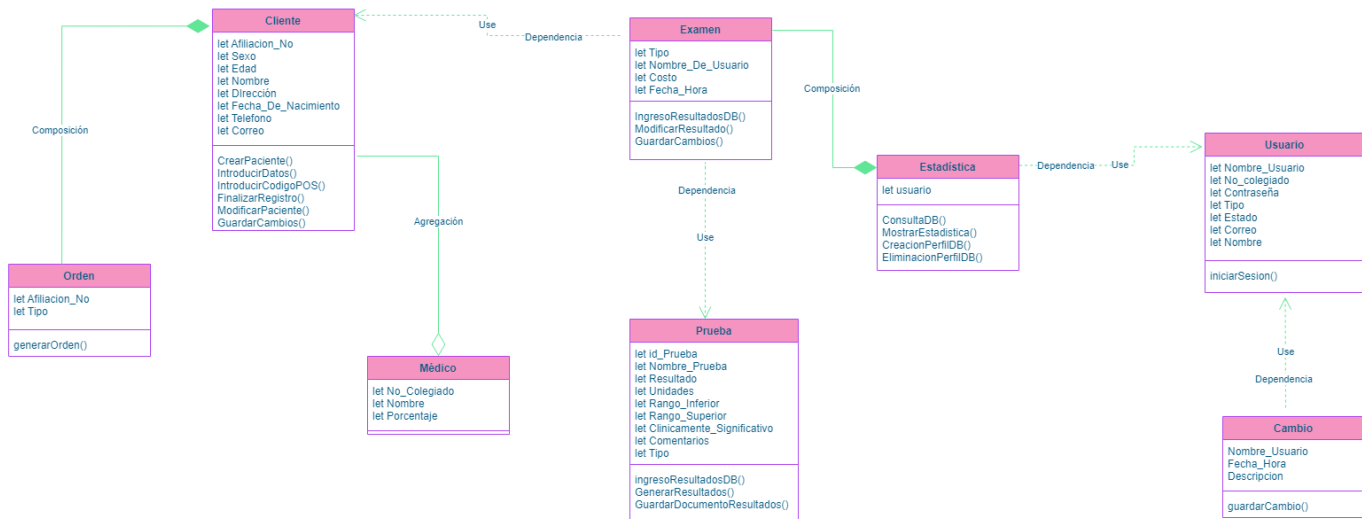 Cliente
let Afiliacion_No
let Sexo
let Edad
let Nombre
let DIrección
let Fecha_De_Nacimiento
let Telefono
let Correo
CrearPaciente()
IntroducirDatos()
IntroducirCodigoPOS()
FinalizarRegistro()
ModificarPaciente()
GuardarCambios()
Use
Dependencia
Examen
let Tipo
let Nombre_De_Usuario
let Costo
let Fecha_Hora
IngresoResultadosDB()
ModificarResultado()
GuardarCambios()
Composición
Composición
Estadística
let usuario
ConsultaDB()
MostrarEstadistica()
CreacionPerfilDB()
EliminacionPerfilDB()
Dependencia
Use
Usuario
let Nombre_Usuario
let No_colegiado
let Contraseña
let Tipo
let Estado
let Correo
let Nombre
iniciarSesion()
Agregación
Dependencia
Use
Orden
let Afiliacion_No
let Tipo
generarOrden()
Médico
let No_Colegiado
let Nombre
let Porcentaje
Prueba
let id_Prueba
let Nombre_Prueba
let Resultado
let Unidades
let Rango_Inferior
let Rango_Superior
let Clinicamente_Significativo
let Comentarios
let Tipo
ingresoResultadosDB()
GenerarResultados()
GuardarDocumentoResultados()
Use
Dependencia
Cambio
Nombre_Usuario
Fecha_Hora
Descripcion
guardarCambio()